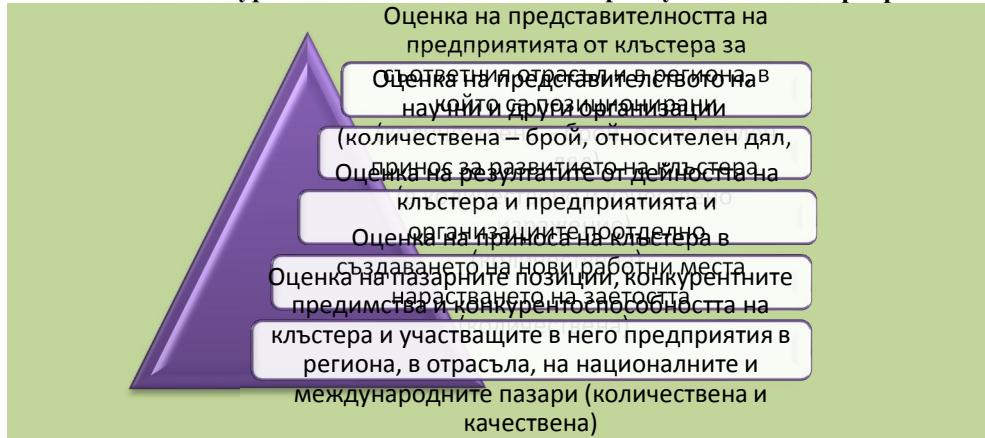 Оценка на представителността на
предприятията от клъстера за
съответния отрасъл и в региона, в
който са позиционирани
Оценка на представителството на
научни и други организации
(количествена – брой, относителен дял,
принос за развитието на клъстера
Оценка на резултатите от дейността на
клъстера и предприятията и
организациите поотделно
Оценка на приноса на клъстера в
създаването на нови работни места
нарастването на заетостта
(количествена)
Оценка на пазарните позиции, конкурентните
предимства и конкурентоспособността на
клъстера и участващите в него предприятия в
региона, в отрасъла, на националните и
международните пазари (количествена и
качествена)